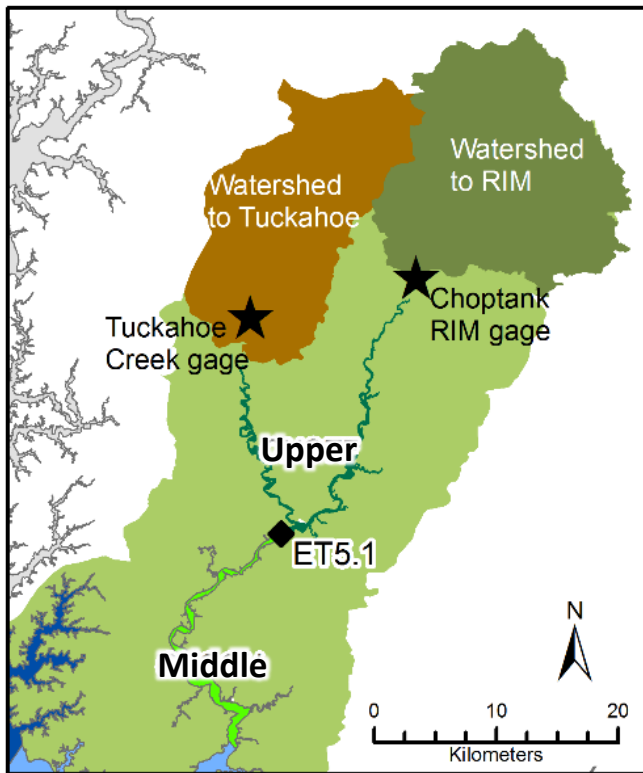 Watershed
to RIM
Watershed
to Tuckahoe
Choptank
RIM gage
Tuckahoe
Creek gage
Upper
ET5.1
N
Middle
0 10 20
Kilometers